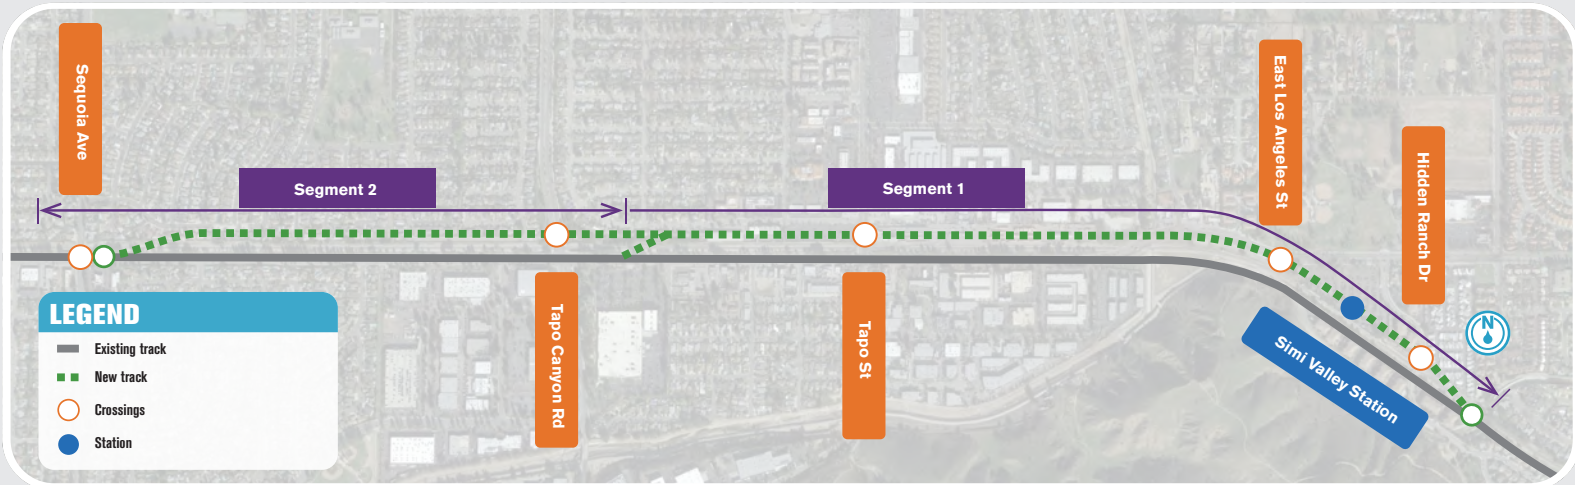 Sequoia Ave
Segment 2
Segment 1
East Los Angeles St
Hidden Ranch Dr
N
Tapo Canyon Rd
Tapo St
Simi Valley Station
LEGEND
Existing track
New track
Crossings
Station